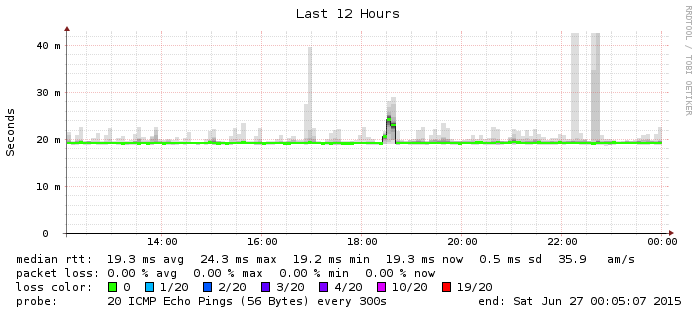 Last 12 Hours
RRDTOOL / TOBI OETIKER
Seconds
40 m
30 m
20 m
10 m
0
14:00 16:00 18:00 20:00 22:00 00:00
median rtt: 19.3 ms avg 24.3 ms max 19.2 ms min 19.3 ms now 0.5 ms sd 35.9 am/s
packet loss: 0.00 % avg 0.00 % max 0.00 % min 0.00 % now
loss color: 0 1/20 2/20 3/20 4/20 10/20 19/20
probe: 20 ICMP Echo Pings (56 Bytes) every 300s end: Sat Jun 27 00:05:07 2015